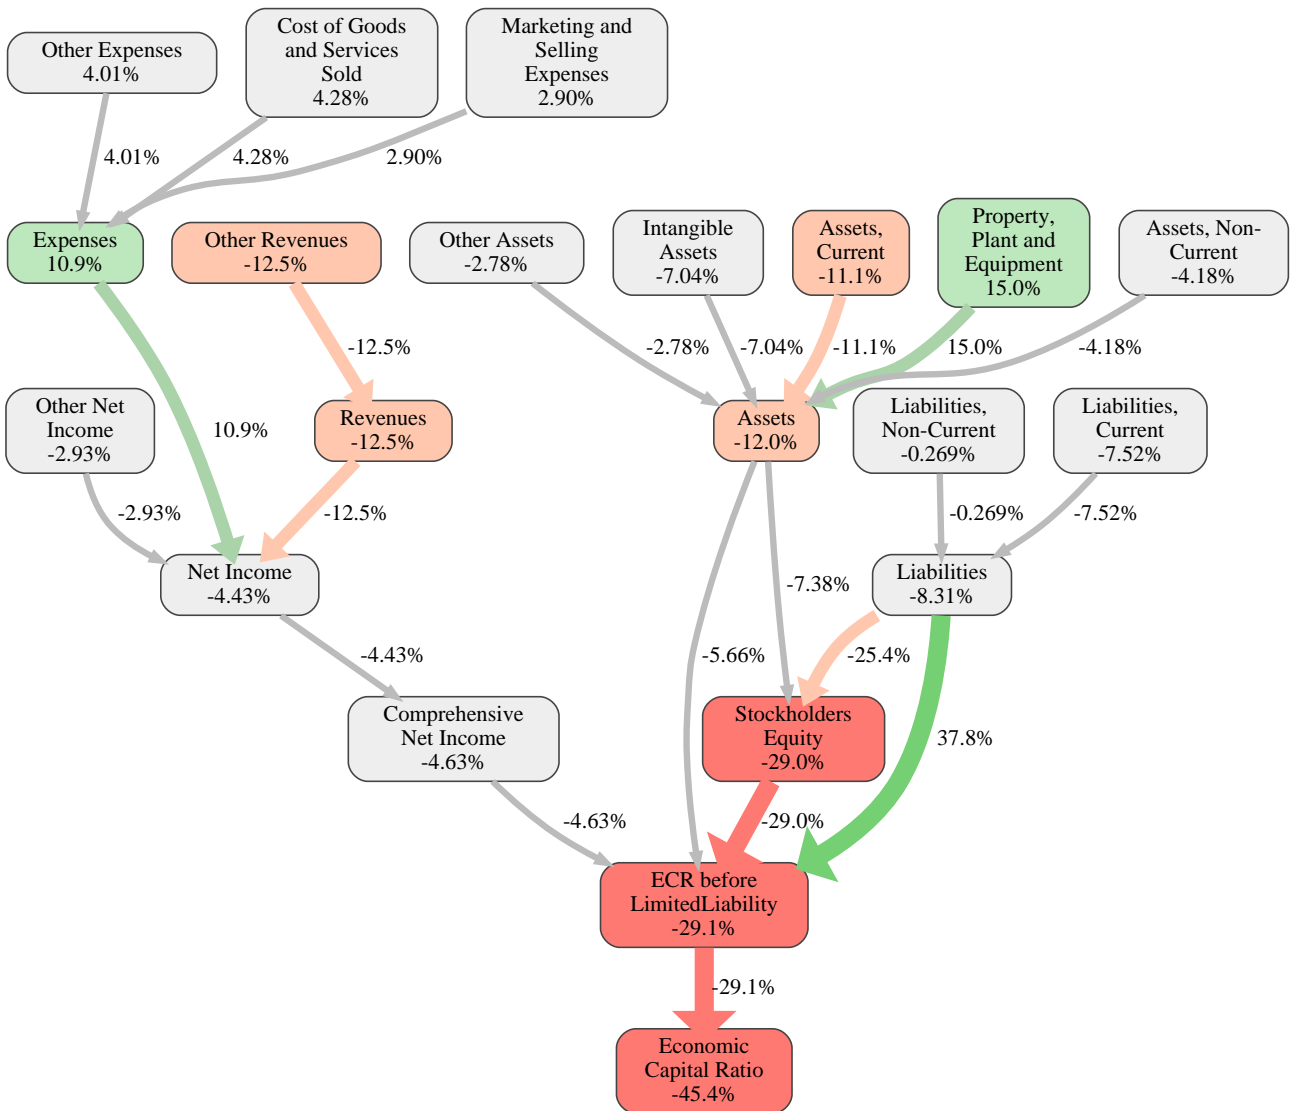 Other Expenses
4.01%
Cost of Goods
and Services
Sold
4.28%
Marketing and
Selling
Expenses
2.90%
4.01%
4.28%
2.90%
Expenses
10.9%
Other Revenues
-12.5%
Other Assets
-2.78%
Intangible
Assets
-7.04%
Assets,
Current
-11.1%
Property,
Plant and
Equipment
15.0%
Assets, Non-
Current
-4.18%
-12.5%
-2.78%
-7.04%
-11.1%
15.0%
-4.18%
Other Net
Income
-2.93%
10.9%
Revenues
-12.5%
Assets
-12.0%
Liabilities,
Non-Current
-0.269%
Liabilities,
Current
-7.52%
-2.93%
-12.5%
-0.269%
-7.52%
Net Income
-4.43%
-7.38%
Liabilities
-8.31%
-4.43%
-5.66%
-25.4%
Comprehensive
Net Income
-4.63%
Stockholders
Equity
-29.0%
37.8%
-4.63%
-29.0%
ECR before
LimitedLiability
-29.1%
-29.1%
Economic
Capital Ratio
-45.4%